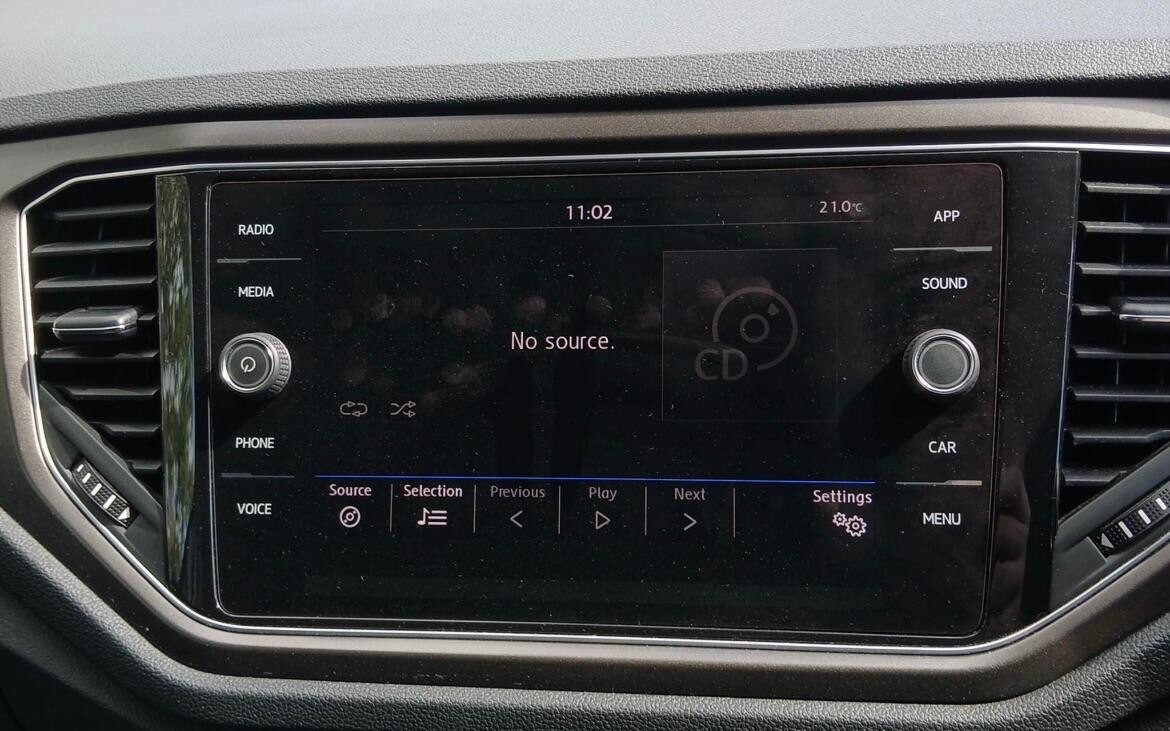 11:02
21.0°C
RADIO
MEDIA
PHONE
VOICE
No source.
CD
APP
SOUND
CAR
MENU
Source
Selection
Previous
Play
Next
Settings